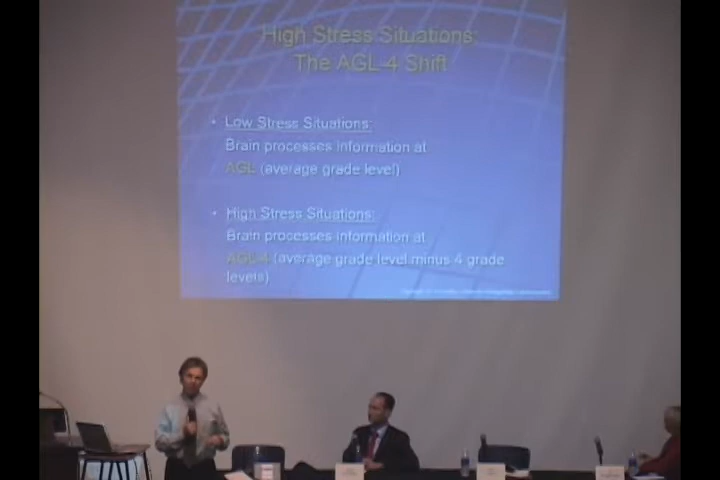 High Stress Situations:
The AGL-4 Shift
• Low Stress Situations:
Brain processes information at
AGL (average grade level)
• High Stress Situations:
Brain processes information at
AGL-4 (average grade level minus 4 grade
levels)